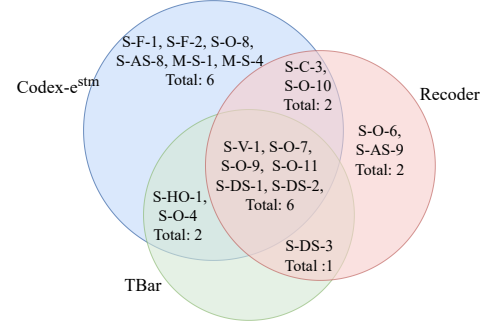 S-F-1, S-F-2, S-O-8,
S-AS-8, M-S-1, M-S-4
Total: 6
Codex-e^stm
S-C-3,
S-O-10
Total: 2
Recoder
S-O-6,
S-AS-9
Total: 2
S-V-1, S-O-7,
S-O-9, S-O-11
S-DS-1, S-DS-2,
Total: 6
S-HO-1,
S-O-4
Total: 2
S-DS-3
Total :1
TBar